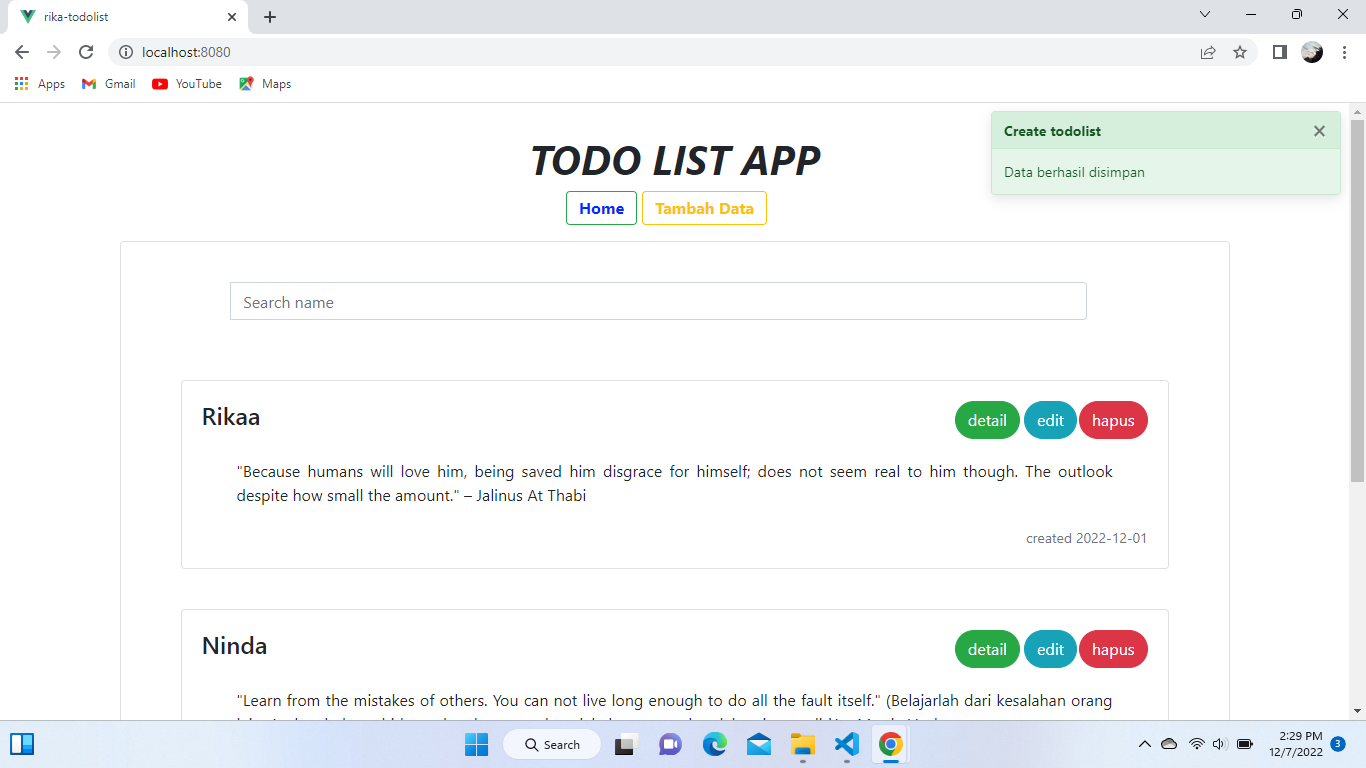 rika-todolist
localhost:8080
Apps Gmail YouTube Maps
Create todolist
Data berhasil disimpan
TODO LIST APP
Home Tambah Data
Search name
Rikaa
detail edit hapus
"Because humans will love him, being saved him disgrace for himself; does not seem real to him though. The outlook
despite how small the amount." – Jalinus At Thabi
created 2022-12-01
Ninda
detail edit hapus
"Learn from the mistakes of others. You can not live long enough to do all the fault itself." (Belajarlah dari kesalahan orang
Search
2:29 PM
12/7/2022
3